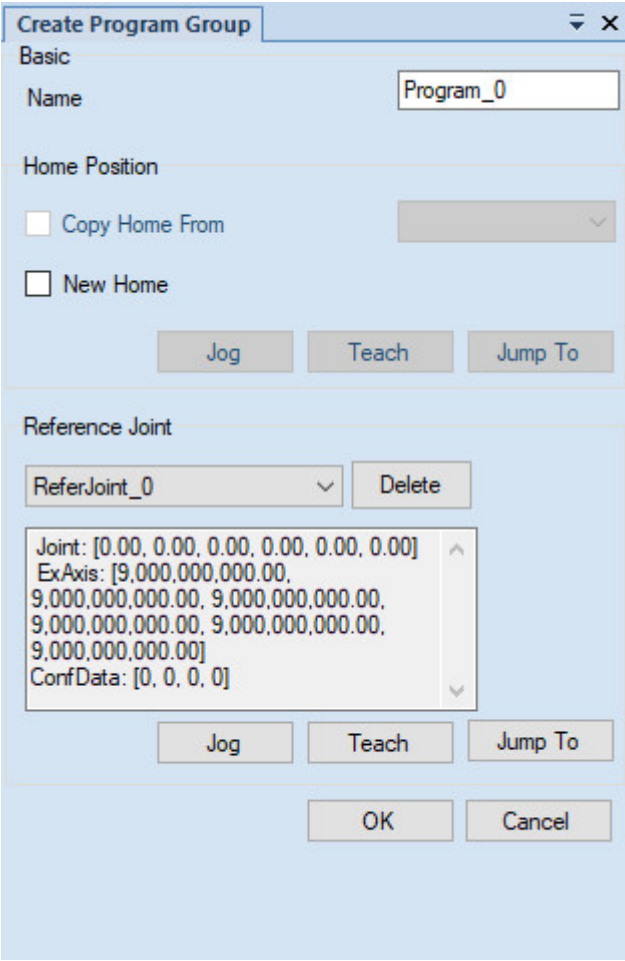 Create Program Group
Basic
Name
Program_0
Home Position
Copy Home From
New Home
Jog
Teach
Jump To
Reference Joint
ReferJoint_0
Delete
Joint: [0.00, 0.00, 0.00, 0.00, 0.00, 0.00]
ExAxis: [9,000,000,000.00,
9,000,000,000.00, 9,000,000,000.00,
9,000,000,000.00, 9,000,000,000.00,
9,000,000,000.00]
ConfData: [0, 0, 0, 0]
Jog
Teach
Jump To
OK
Cancel